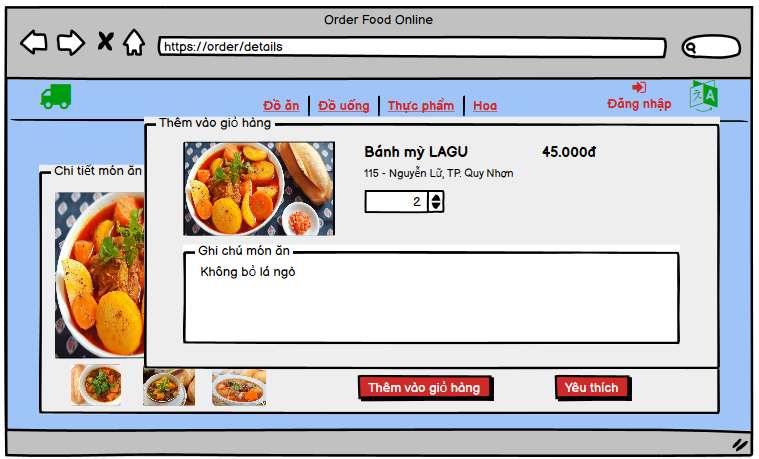 Order Food Online
https://order/details
Đồ ăn
Đồ uống
Thực phẩm
Hoa
Đăng nhập
A
Thêm vào giỏ hàng
Chi tiết món ăn
Bánh mỳ LAGU
45.000đ
115 - Nguyễn Lữ, TP. Quy Nhơn
2
Ghi chú món ăn
Không bỏ lá ngò
Thêm vào giỏ hàng
Yêu thích